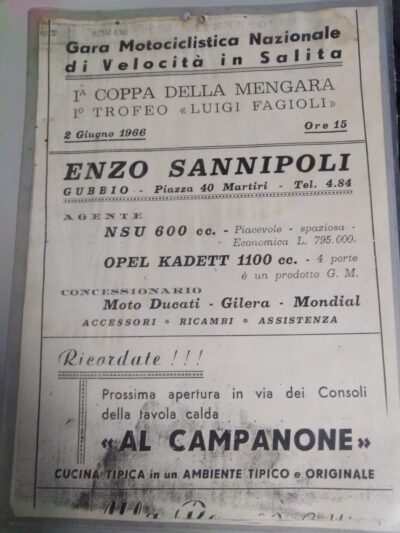 Gara Motociclistica Nazionale
di Velocità in Salita
1ᴬ COPPA DELLA MENGARA
1º TROFEO «LUIGI FAGIOLI»
2 Giugno 1966 Ore 15
ENZO SANNIPOLI
GUBBIO - Piazza 40 Martiri - Tel. 4.84
AGENTE
NSU 600 cc. - Piacevole - spaziosa -
Economica L. 795.000.
OPEL KADETT 1100 cc. - 4 porte
è un prodotto G. M.
CONCESSIONARIO
Moto Ducati - Gilera - Mondial
ACCESSORI • RICAMBI • ASSISTENZA
Ricordate!!!
Prossima apertura in via dei Consoli
della tavola calda
«AL CAMPANONE»
CUCINA TIPICA in un AMBIENTE TIPICO e ORIGINALE